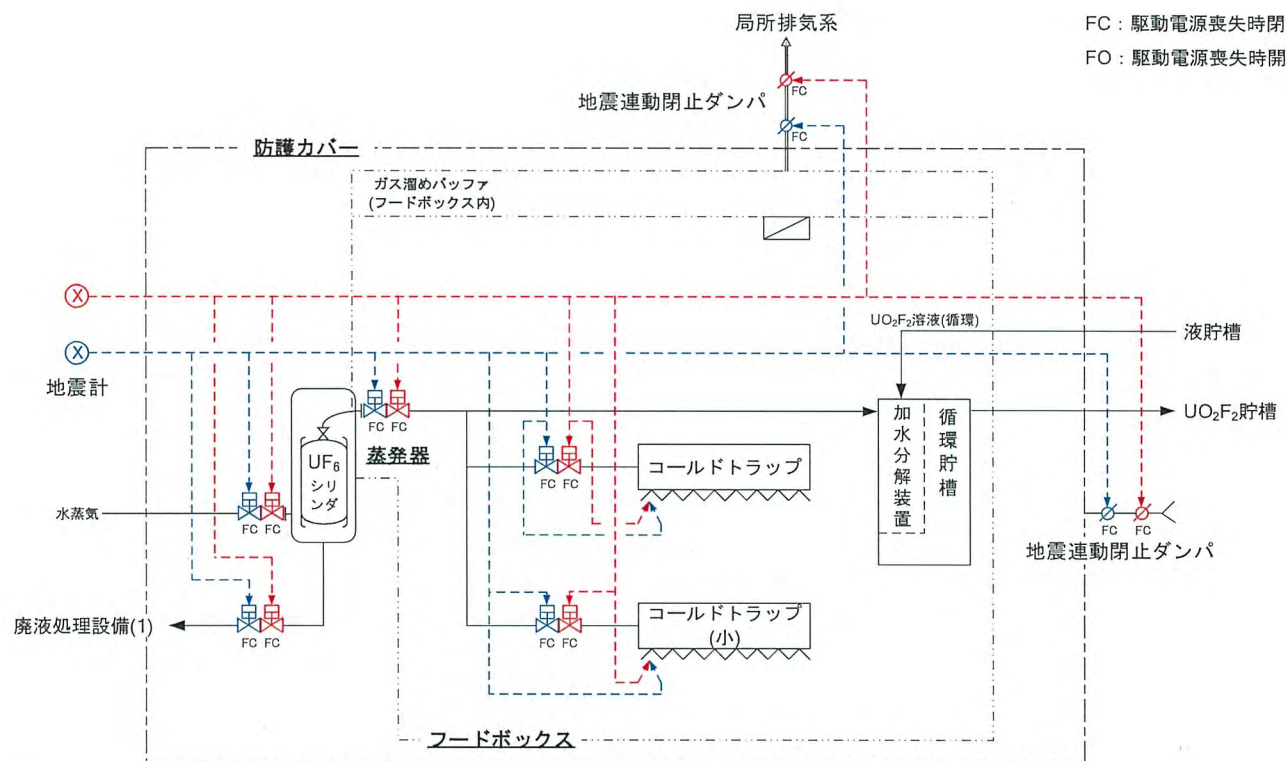 局所排気系
FC：駆動電源喪失時閉
FO：駆動電源喪失時開
FC
地震連動閉止ダンパ
FC
防護カバー
ガス溜めバッファ
(フードボックス内)
X
UO₂F₂溶液(循環)
液貯槽
X
地震計
FC FC
UO₂F₂貯槽
加水分解装置
循環貯槽
蒸発器
UF₆
シリンダ
コールドトラップ
FC FC
水蒸気
FC FC
FC FC
地震連動閉止ダンパ
コールドトラップ
(小)
廃液処理設備(1)
FC FC
FC FC
フードボックス